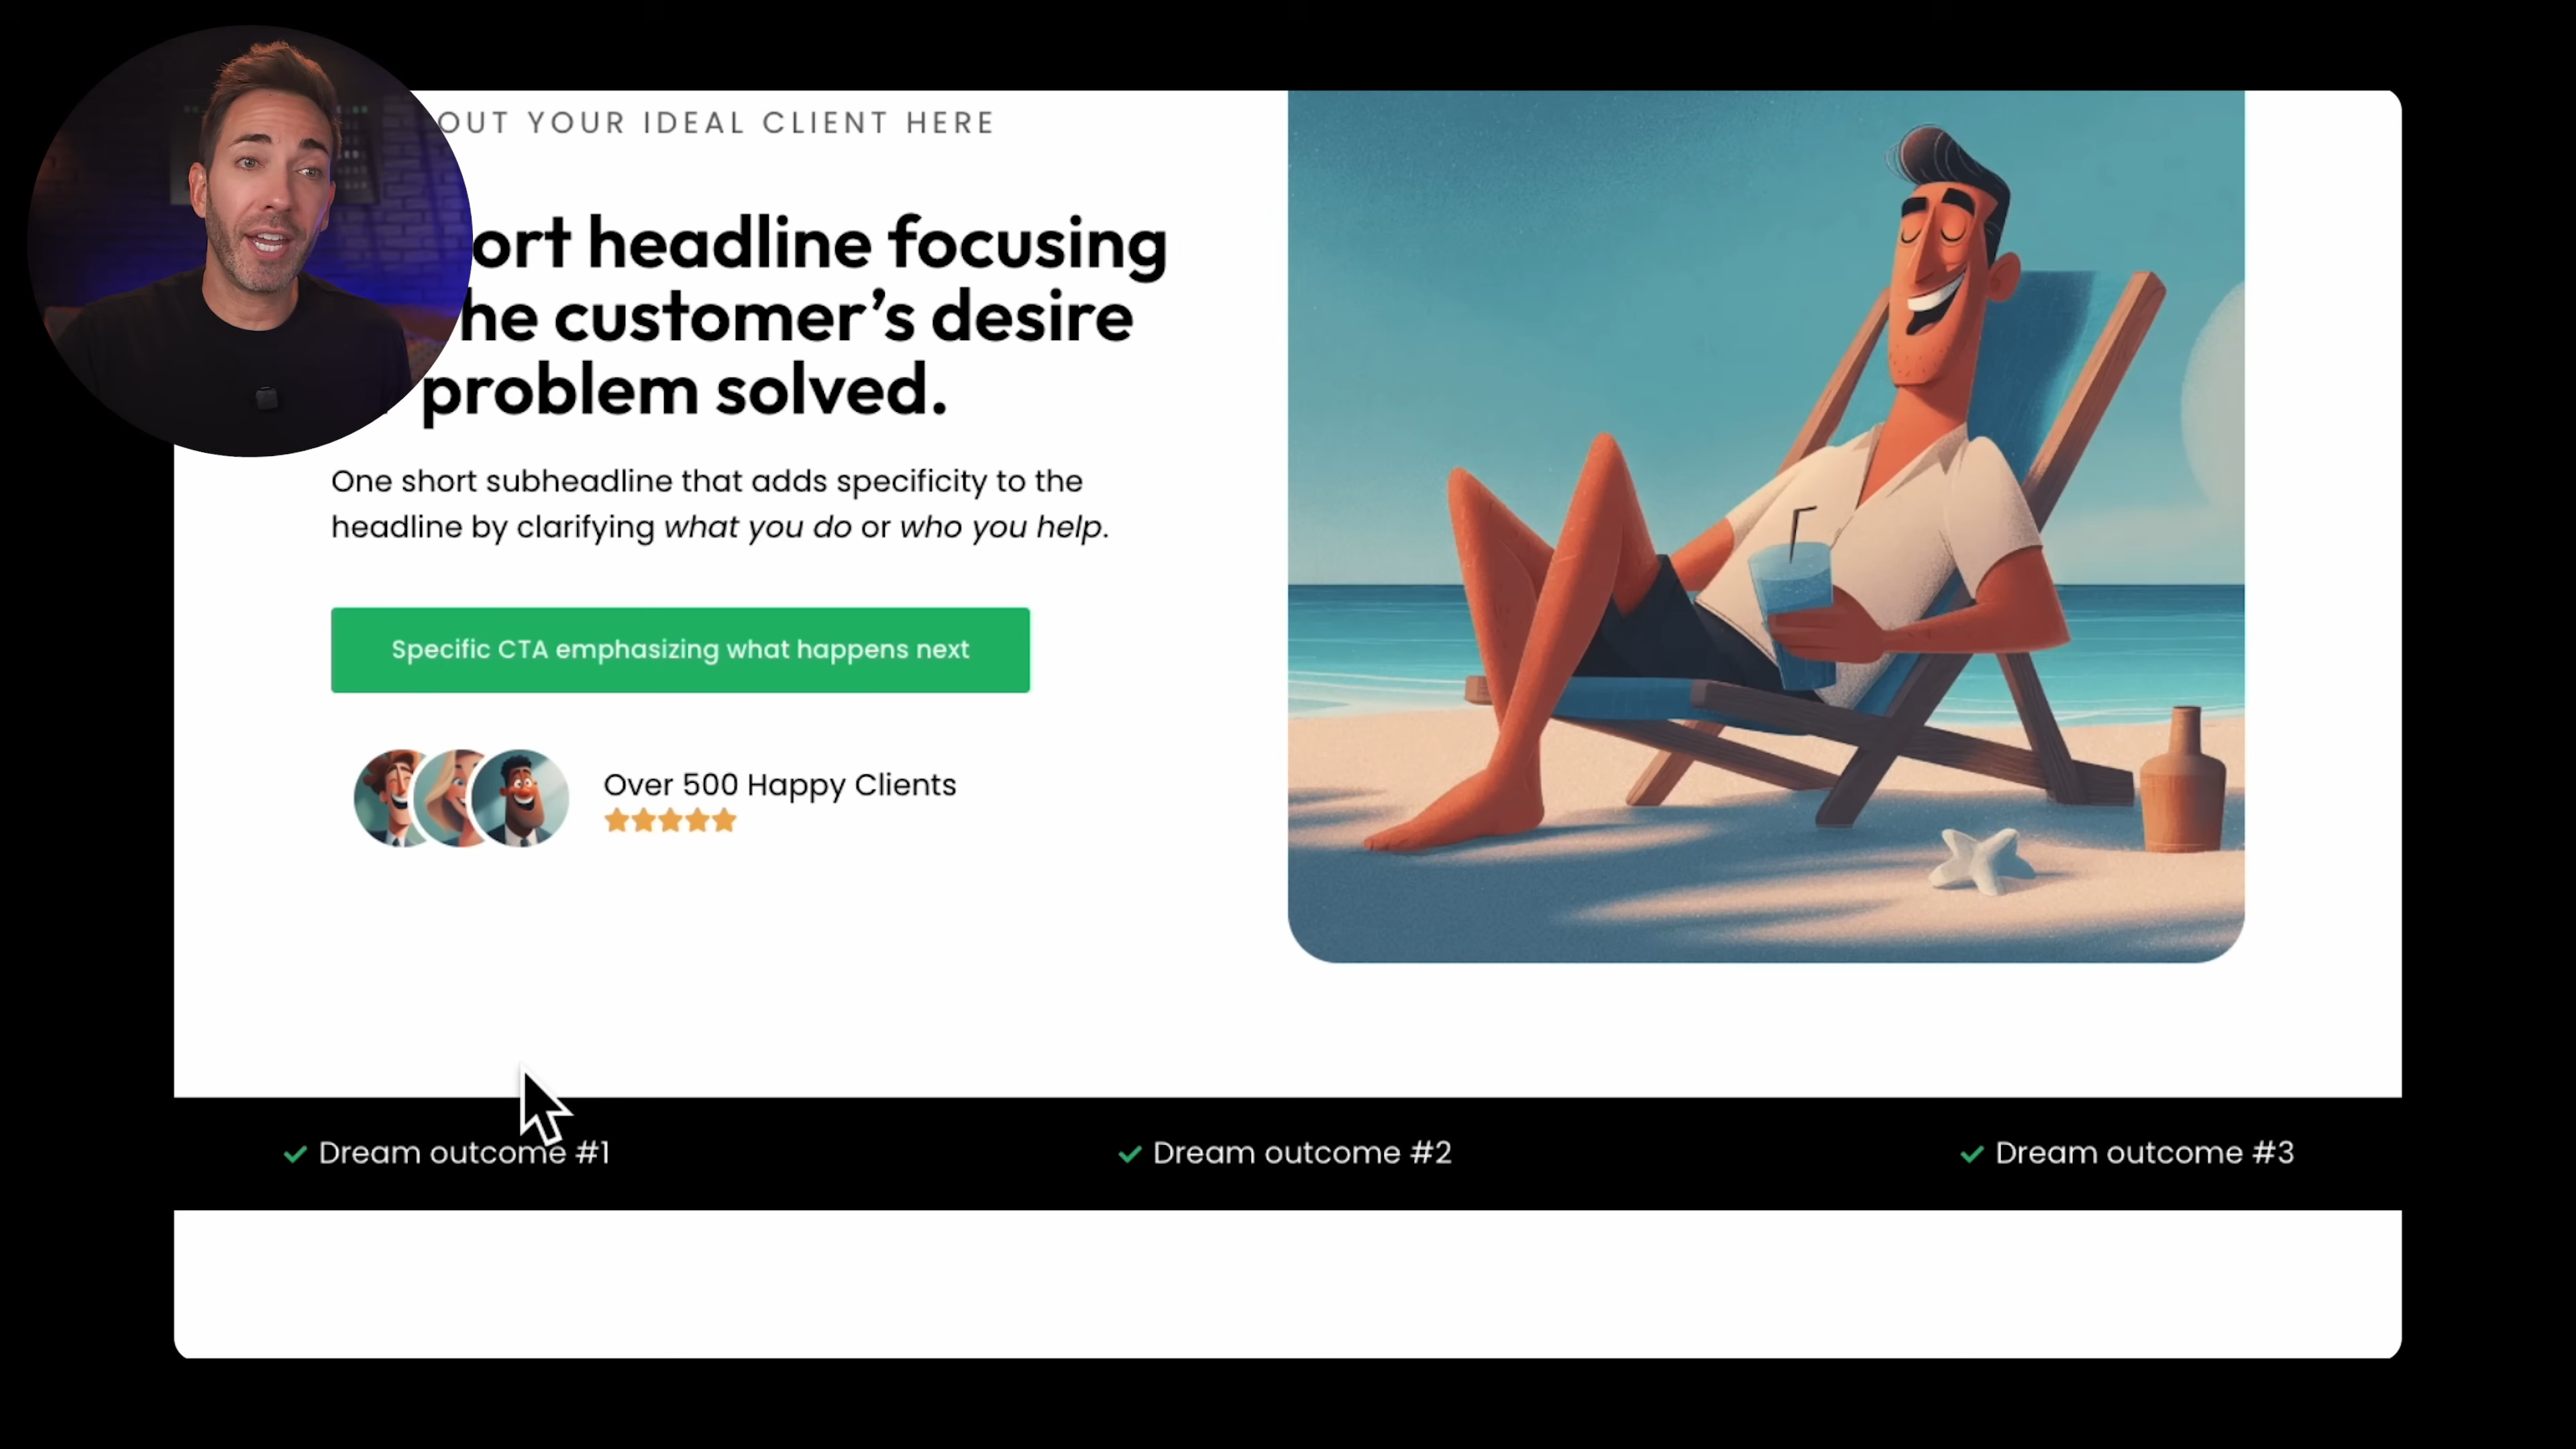 OUT YOUR IDEAL CLIENT HERE
ort headline focusing
he customer's desire
problem solved.
One short subheadline that adds specificity to the
headline by clarifying what you do or who you help.
Specific CTA emphasizing what happens next
Over 500 Happy Clients
Dream outcome #1
Dream outcome #2
Dream outcome #3